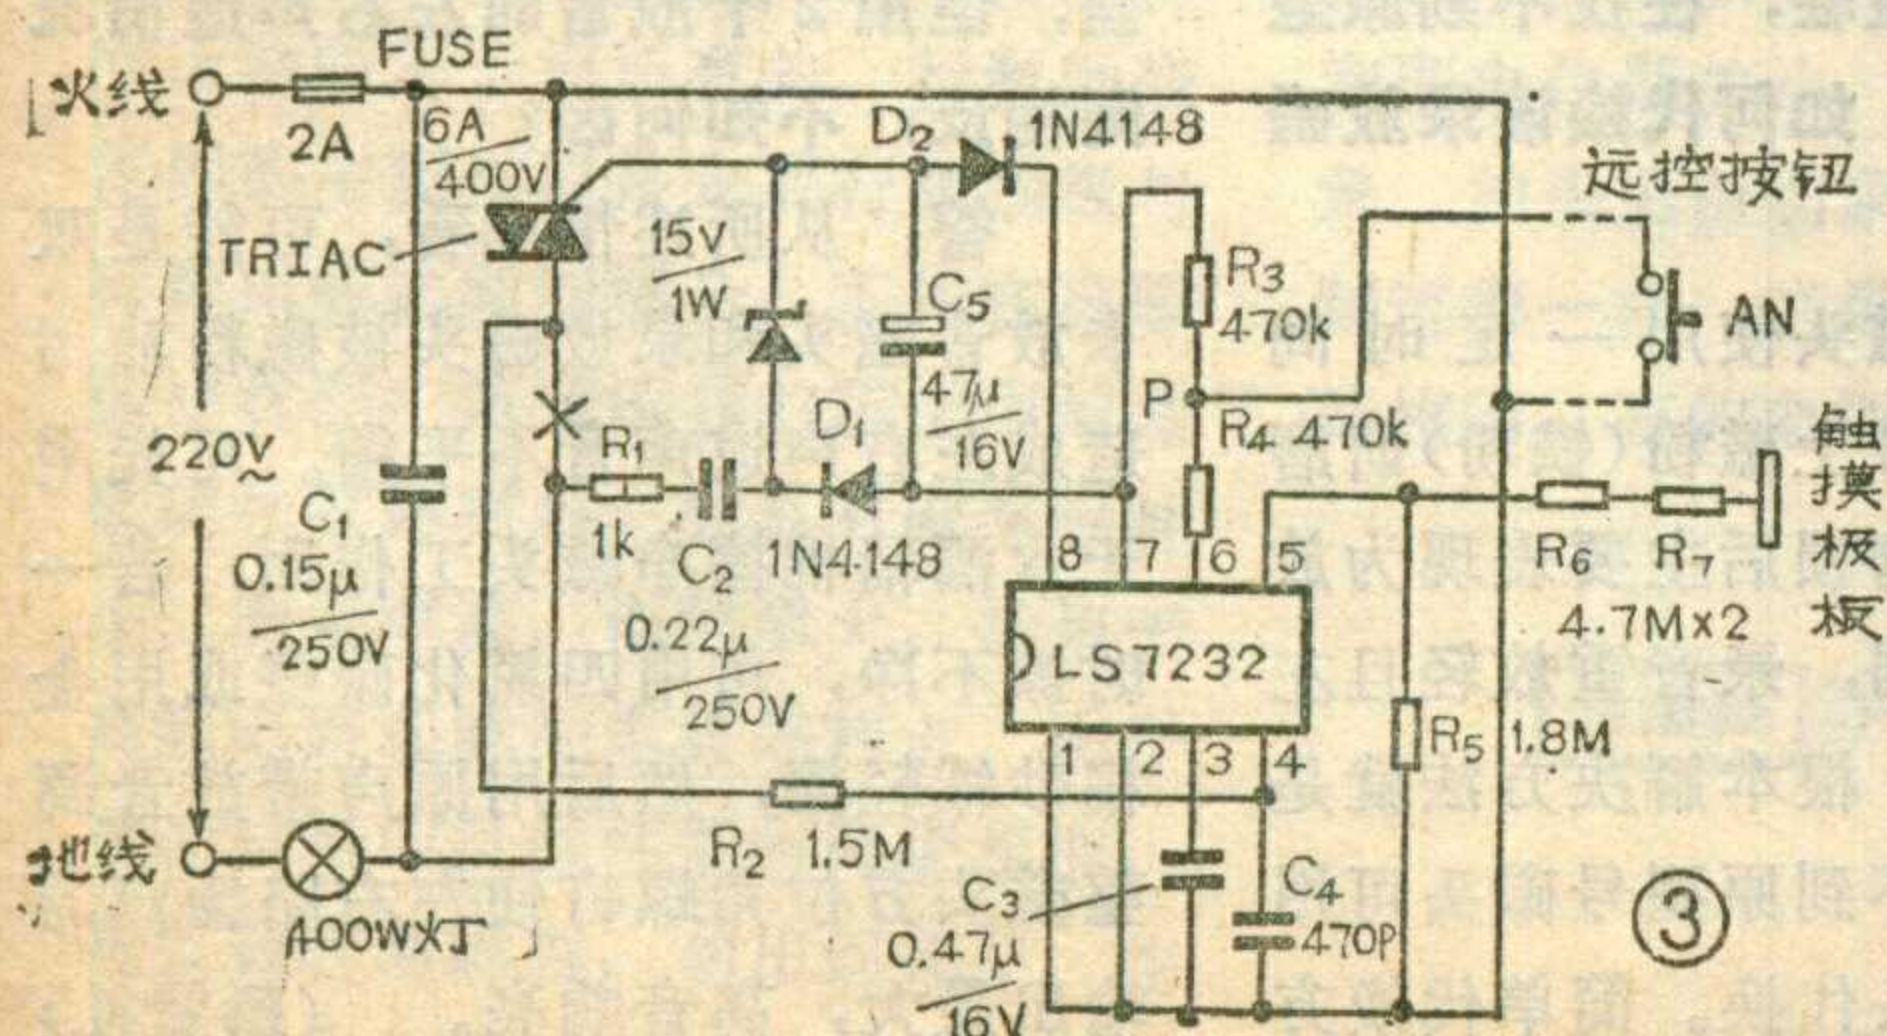 FUSE
火线
2A
6A/400V
TRIAC
D2
1N4148
远控按钮
15V/1W
C5
47μ/16V
R3
470k
AN
P
R4 470k
触摸板板
220V~
R1
1k
D1
1N4148
C2
0.22μ/250V
C1
0.15μ/250V
8
7
6
5
R6
R7
4.7M×2
LS7232
1
2
3
4
R5
1.8M
R2
1.5M
地线
400W灯
C3
0.47μ/16V
C4
470P
③